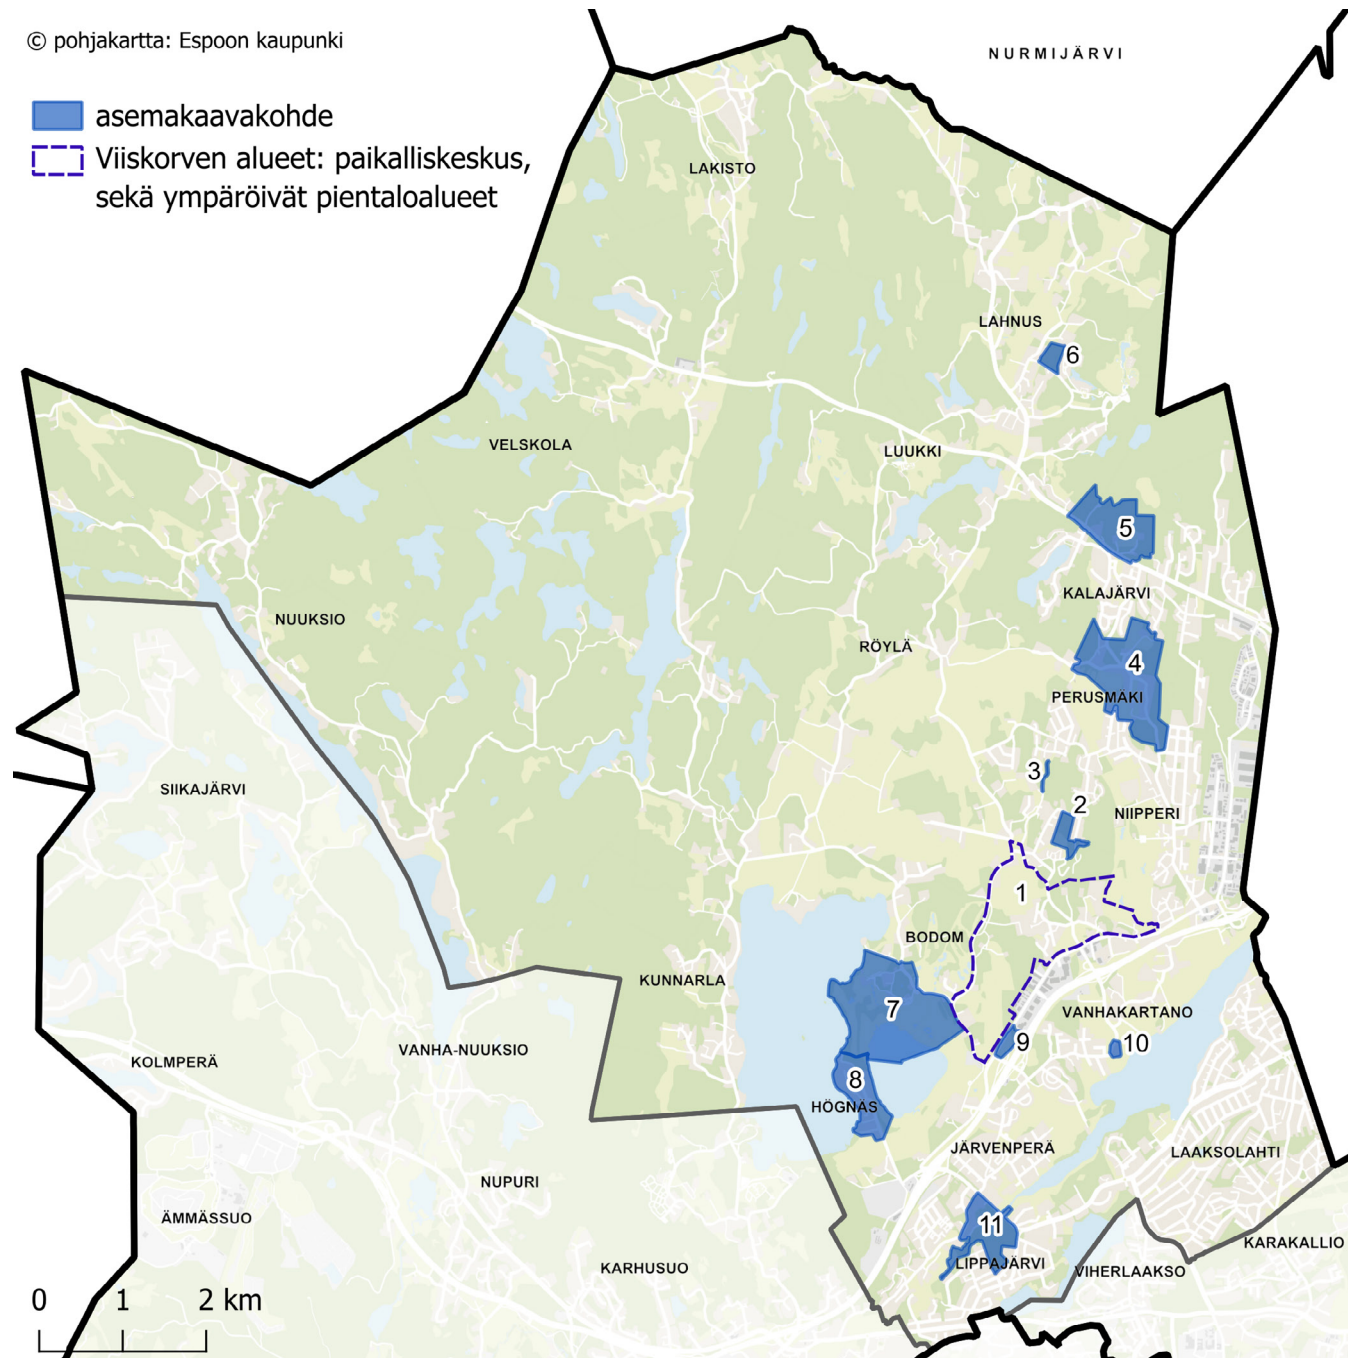 © pohjakartta: Espoon kaupunki
NURMIJÄRVI
asemakaavakohde
Viiskorven alueet: paikalliskeskus,
sekä ympäröivät pientaloalueet
LAKISTO
LAHNUS
6
VELSKOLA
LUUKKI
5
KALAJÄRVI
NUUKSIO
RÖYLÄ
4
PERUSMÄKI
3
SIIKAJÄRVI
2
NIIPPERI
1
BODOM
KUNNARLA
7
VANHAKARTANO
9
10
KOLMPERÄ
VANHA-NUUKSIO
8
HÖGNÄS
JÄRVENPERÄ
LAAKSOLAHTI
NUPURI
ÄMMÄSSUO
11
KARAKALLIO
LIPPAJÄRVI
KARHUSUO
VIHERLAAKSO
0 1 2 km